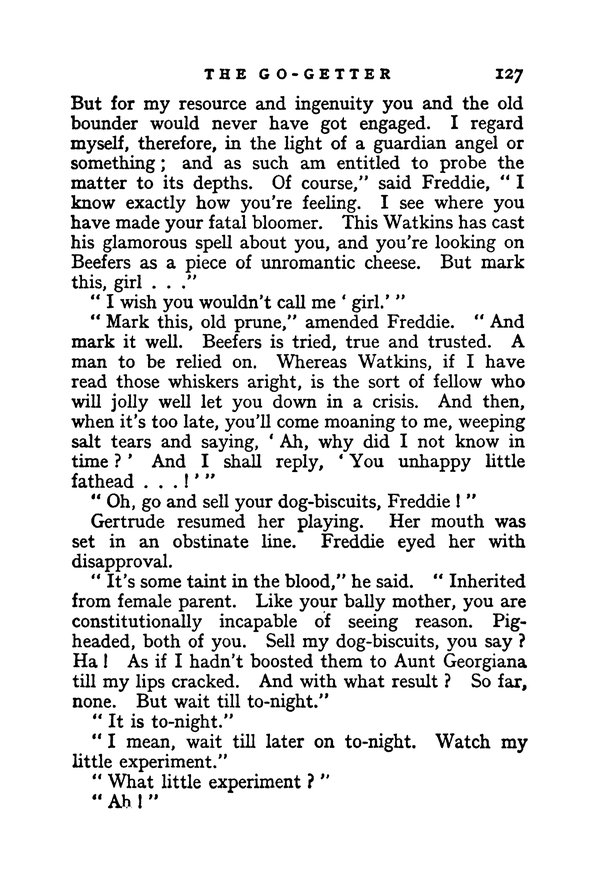 THE GO-GETTER 127
But for my resource and ingenuity you and the old
bounder would never have got engaged. I regard
myself, therefore, in the light of a guardian angel or
something ; and as such am entitled to probe the
matter to its depths. Of course,” said Freddie, “ I
know exactly how you're feeling. I see where you
have made your fatal bloomer. This Watkins has cast
his glamorous spell about you, and you're looking on
Beefers as a piece of unromantic cheese. But mark
this, girl . . .”
“ I wish you wouldn't call me ‘ girl.’ ”
“ Mark this, old prune,” amended Freddie. “ And
mark it well. Beefers is tried, true and trusted. A
man to be relied on. Whereas Watkins, if I have
read those whiskers aright, is the sort of fellow who
will jolly well let you down in a crisis. And then,
when it's too late, you'll come moaning to me, weeping
salt tears and saying, ‘ Ah, why did I not know in
time ? ’ And I shall reply, ‘ You unhappy little
fathead . . . ! ’ ”
“ Oh, go and sell your dog-biscuits, Freddie ! ”
Gertrude resumed her playing. Her mouth was
set in an obstinate line. Freddie eyed her with
disapproval.
“ It's some taint in the blood,” he said. “ Inherited
from female parent. Like your bally mother, you are
constitutionally incapable of seeing reason. Pig-
headed, both of you. Sell my dog-biscuits, you say ?
Ha ! As if I hadn't boosted them to Aunt Georgiana
till my lips cracked. And with what result ? So far,
none. But wait till to-night.”
“ It is to-night.”
“ I mean, wait till later on to-night. Watch my
little experiment.”
“ What little experiment ? ”
“ Ah ! ”